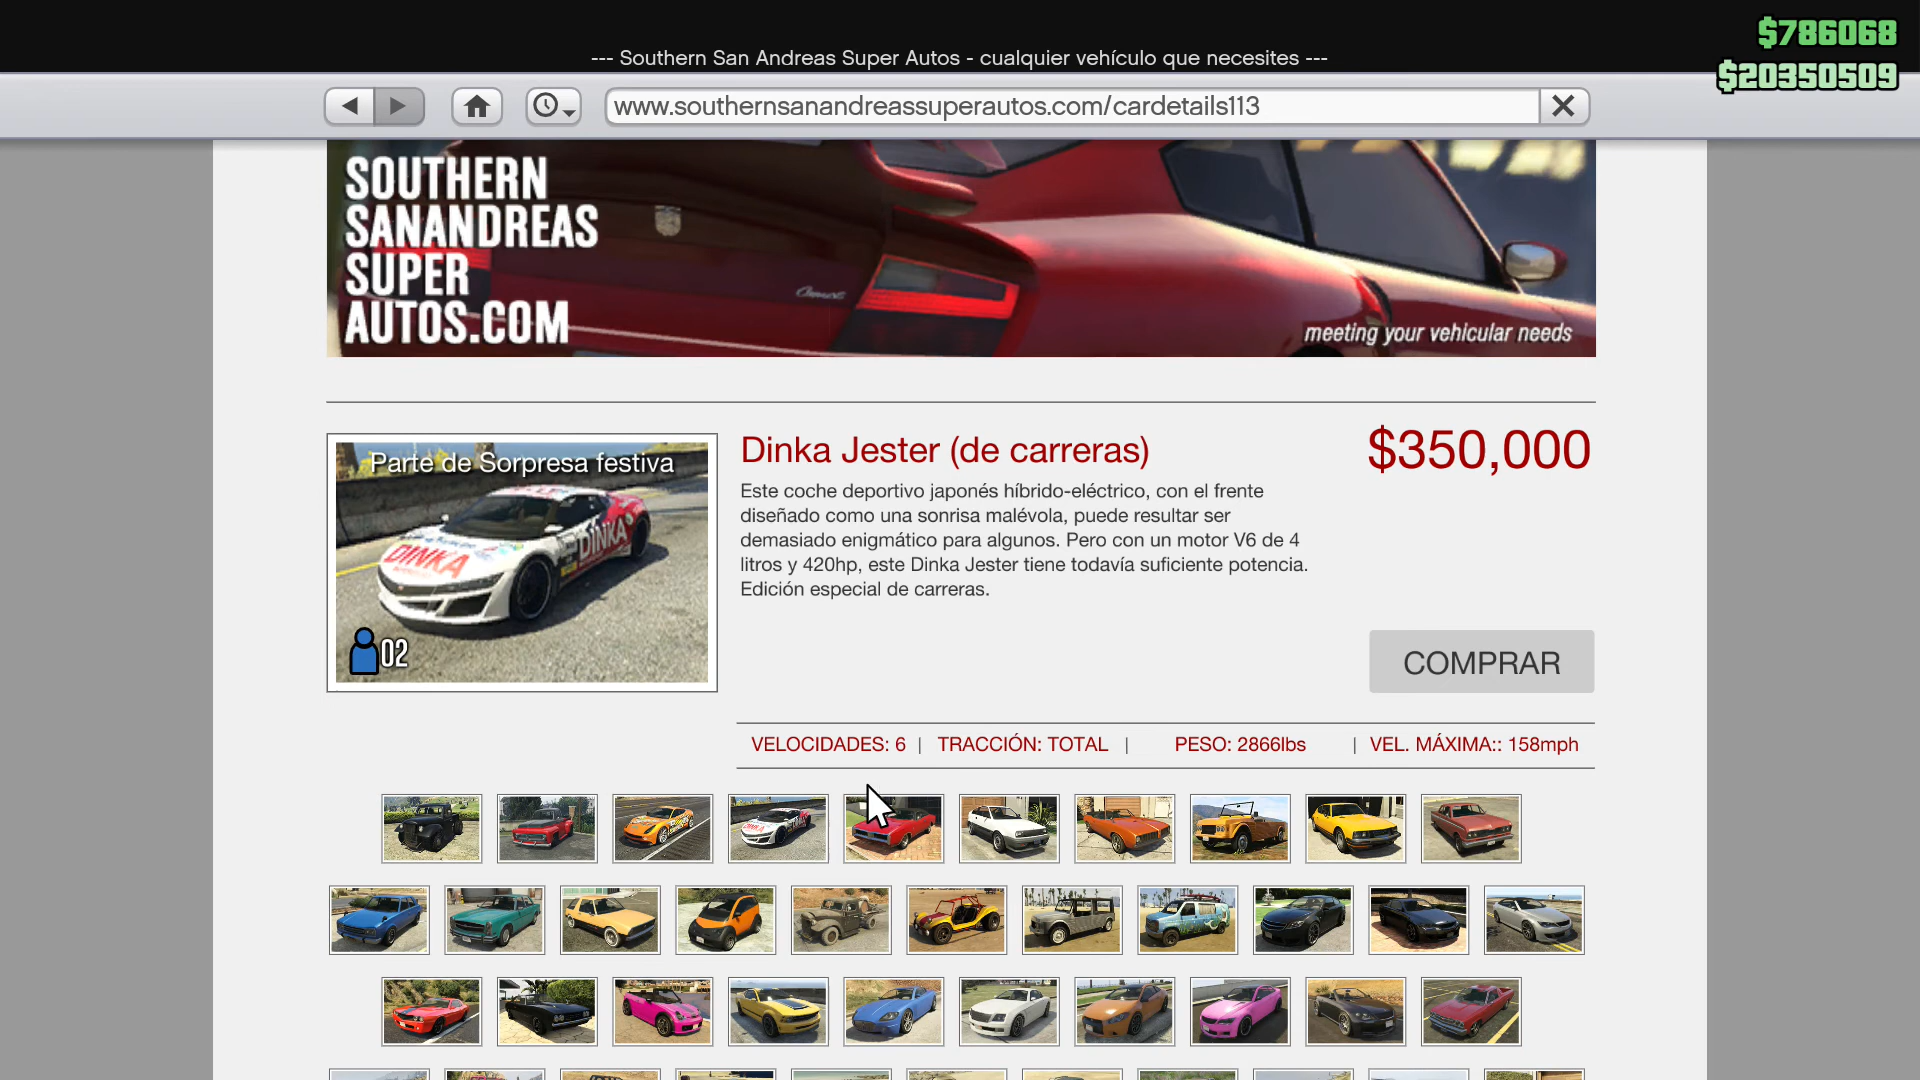 $786068
--- Southern San Andreas Super Autos - cualquier vehículo que necesites ---
$20350509
www.southernsanandreassuperautos.com/cardetails113
SOUTHERN
SANANDREAS
SUPER
AUTOS.COM
meeting your vehicular needs
Parte de Sorpresa festiva
DINKA
DINKA
02
Dinka Jester (de carreras)
$350,000
Este coche deportivo japonés híbrido-eléctrico, con el frente
diseñado como una sonrisa malévola, puede resultar ser
demasiado enigmático para algunos. Pero con un motor V6 de 4
litros y 420hp, este Dinka Jester tiene todavía suficiente potencia.
Edición especial de carreras.
COMPRAR
VELOCIDADES: 6 | TRACCIÓN: TOTAL | PESO: 2866lbs | VEL. MÁXIMA:: 158mph